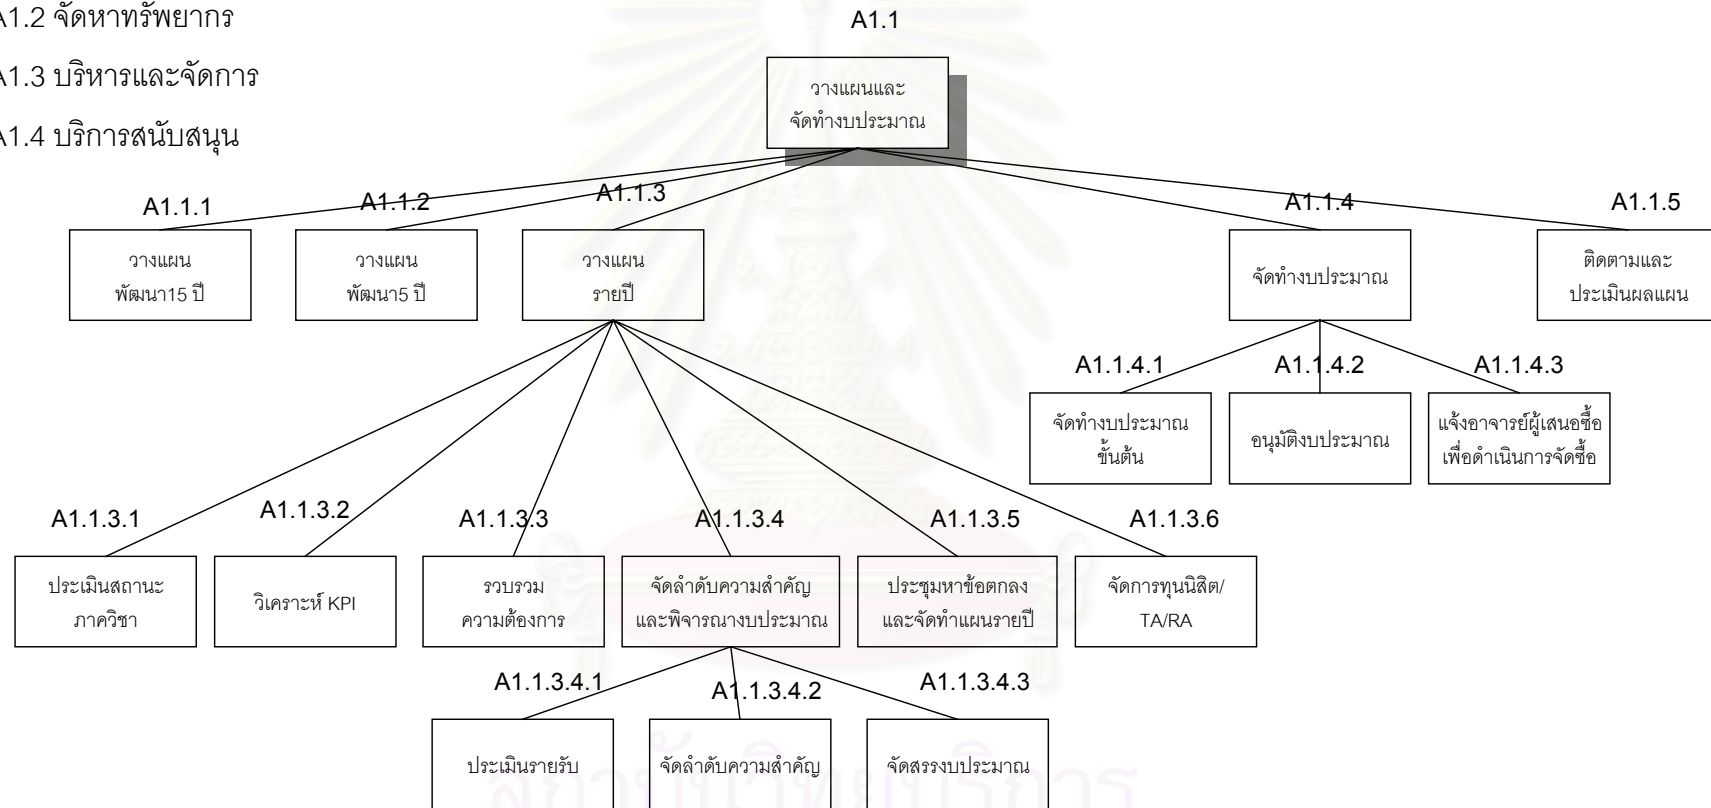 A1.2 จัดหาทรัพยากร
A1.3 บริหารและจัดการ
A1.4 บริการสนับสนุน
A1.1
วางแผนและ
จัดทำงบประมาณ
A1.1.1
A1.1.2
A1.1.3
A1.1.4
A1.1.5
วางแผน
พัฒนา15 ปี
วางแผน
พัฒนา5 ปี
วางแผน
รายปี
จัดทำงบประมาณ
ติดตามและ
ประเมินผลแผน
A1.1.4.1
A1.1.4.2
A1.1.4.3
จัดทำงบประมาณ
ขั้นต้น
อนุมัติงบประมาณ
แจ้งอาจารย์ผู้เสนอซื้อ
เพื่อดำเนินการจัดซื้อ
A1.1.3.1
A1.1.3.2
A1.1.3.3
A1.1.3.4
A1.1.3.5
A1.1.3.6
ประเมินสถานะ
ภาควิชา
วิเคราะห์ KPI
รวบรวม
ความต้องการ
จัดลำดับความสำคัญ
และพิจารณางบประมาณ
ประชุมหาข้อตกลง
และจัดทำแผนรายปี
จัดการทุนนิสิต/
TA/RA
A1.1.3.4.1
A1.1.3.4.2
A1.1.3.4.3
ประเมินรายรับ
จัดลำดับความสำคัญ
จัดสรรงบประมาณ
สถาบันวิทยบริการ